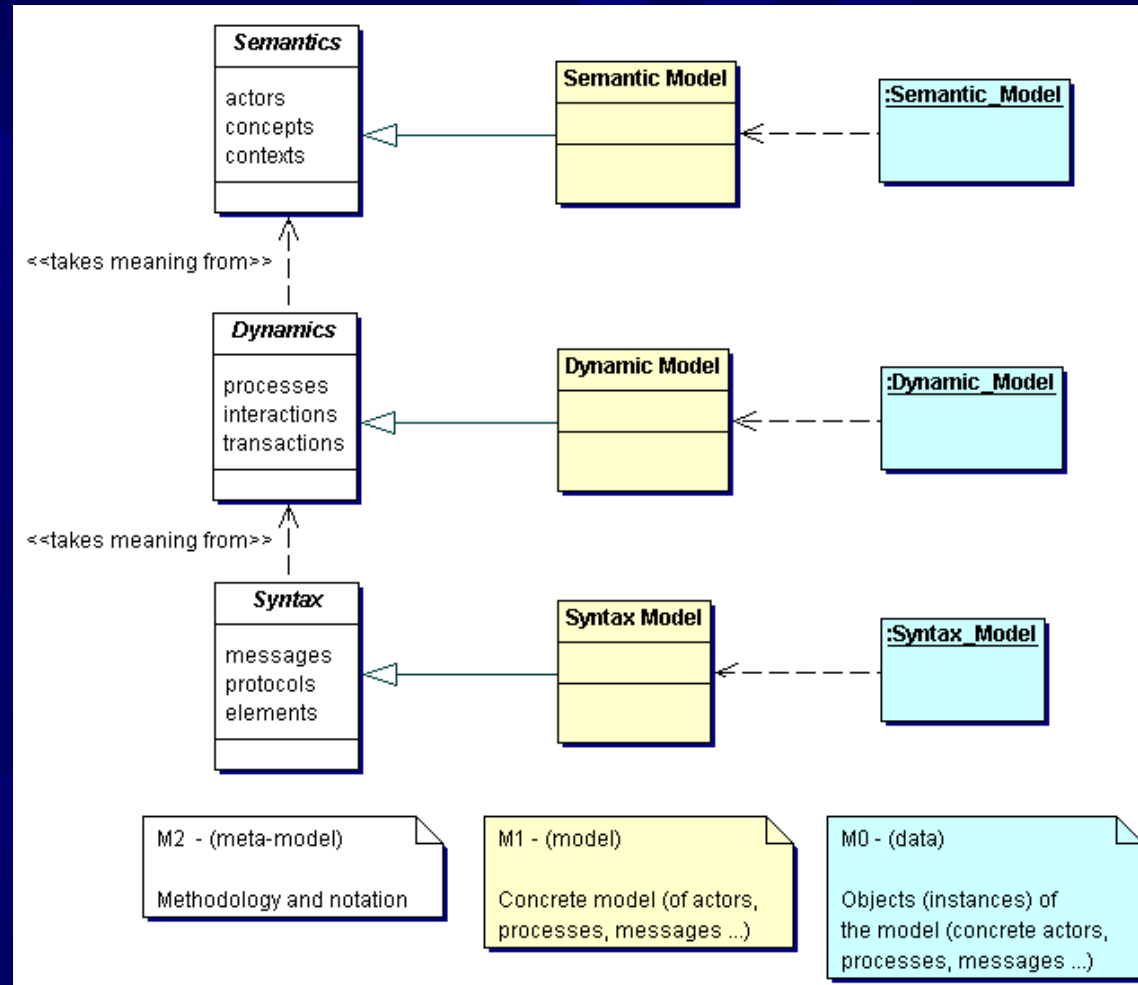 Semantics
actors
concepts
contexts
Semantic Model
:Semantic_Model
<<takes meaning from>>
Dynamics
processes
interactions
transactions
Dynamic Model
:Dynamic_Model
<<takes meaning from>>
Syntax
messages
protocols
elements
Syntax Model
:Syntax_Model
M2 - (meta-model)
Methodology and notation
M1 - (model)
Concrete model (of actors,
processes, messages ...)
M0 - (data)
Objects (instances) of
the model (concrete actors,
processes, messages ...)